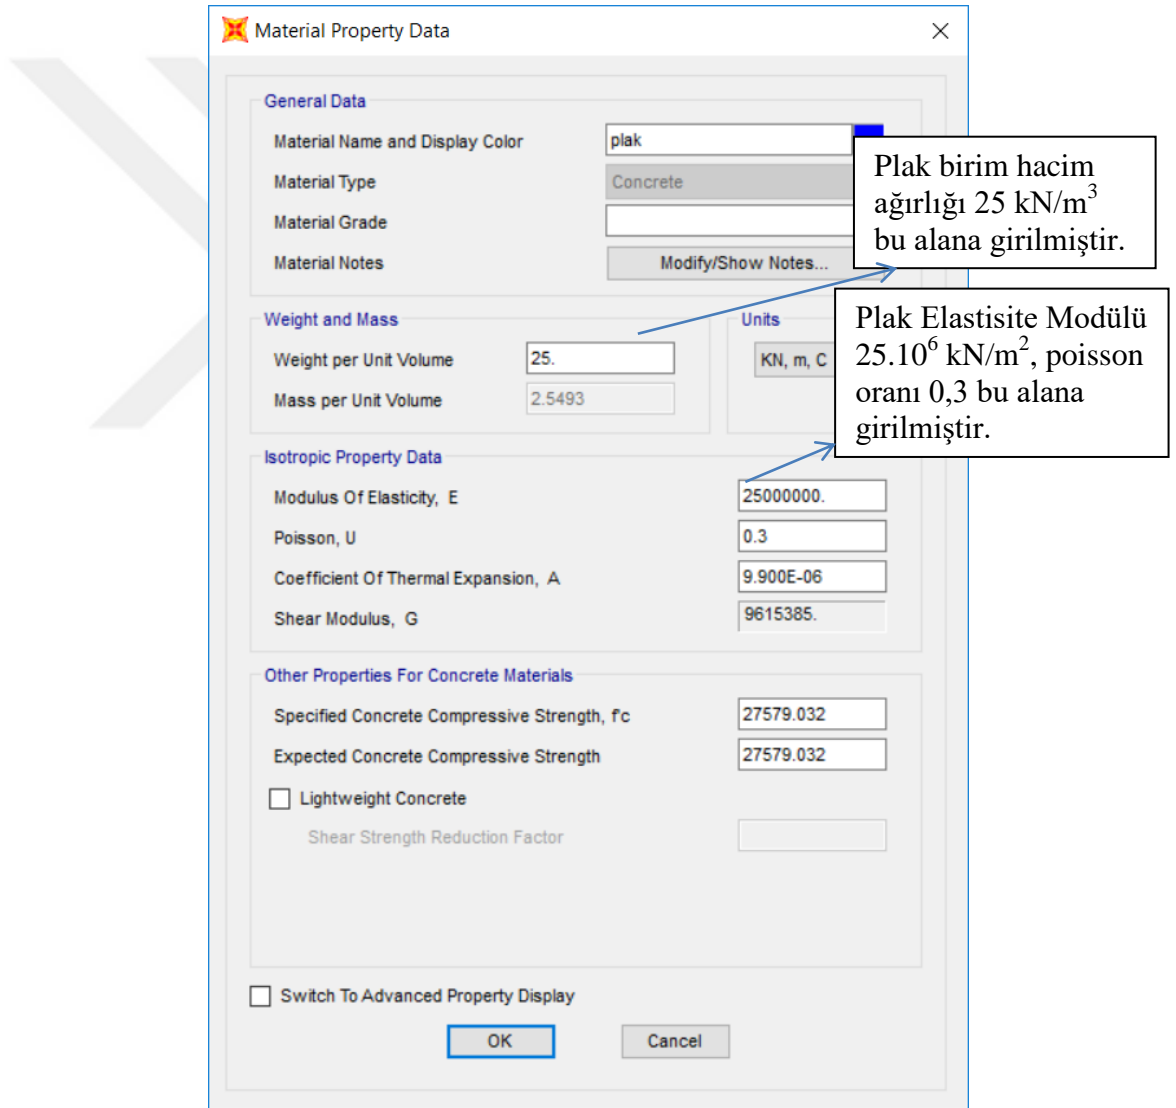 Material Property Data
General Data
Material Name and Display Color
plak
Material Type
Concrete
Material Grade
Material Notes
Modify/Show Notes...
Plak birim hacim
ağırlığı 25 kN/m³
bu alana girilmiştir.
Weight and Mass
Weight per Unit Volume
25.
Mass per Unit Volume
2.5493
Units
KN, m, C
Plak Elastisite Modülü
25.10⁶ kN/m², poisson
oranı 0,3 bu alana
girilmiştir.
Isotropic Property Data
Modulus Of Elasticity, E
25000000.
Poisson, U
0.3
Coefficient Of Thermal Expansion, A
9.900E-06
Shear Modulus, G
9615385.
Other Properties For Concrete Materials
Specified Concrete Compressive Strength, f'c
27579.032
Expected Concrete Compressive Strength
27579.032
Lightweight Concrete
Shear Strength Reduction Factor
Switch To Advanced Property Display
OK
Cancel